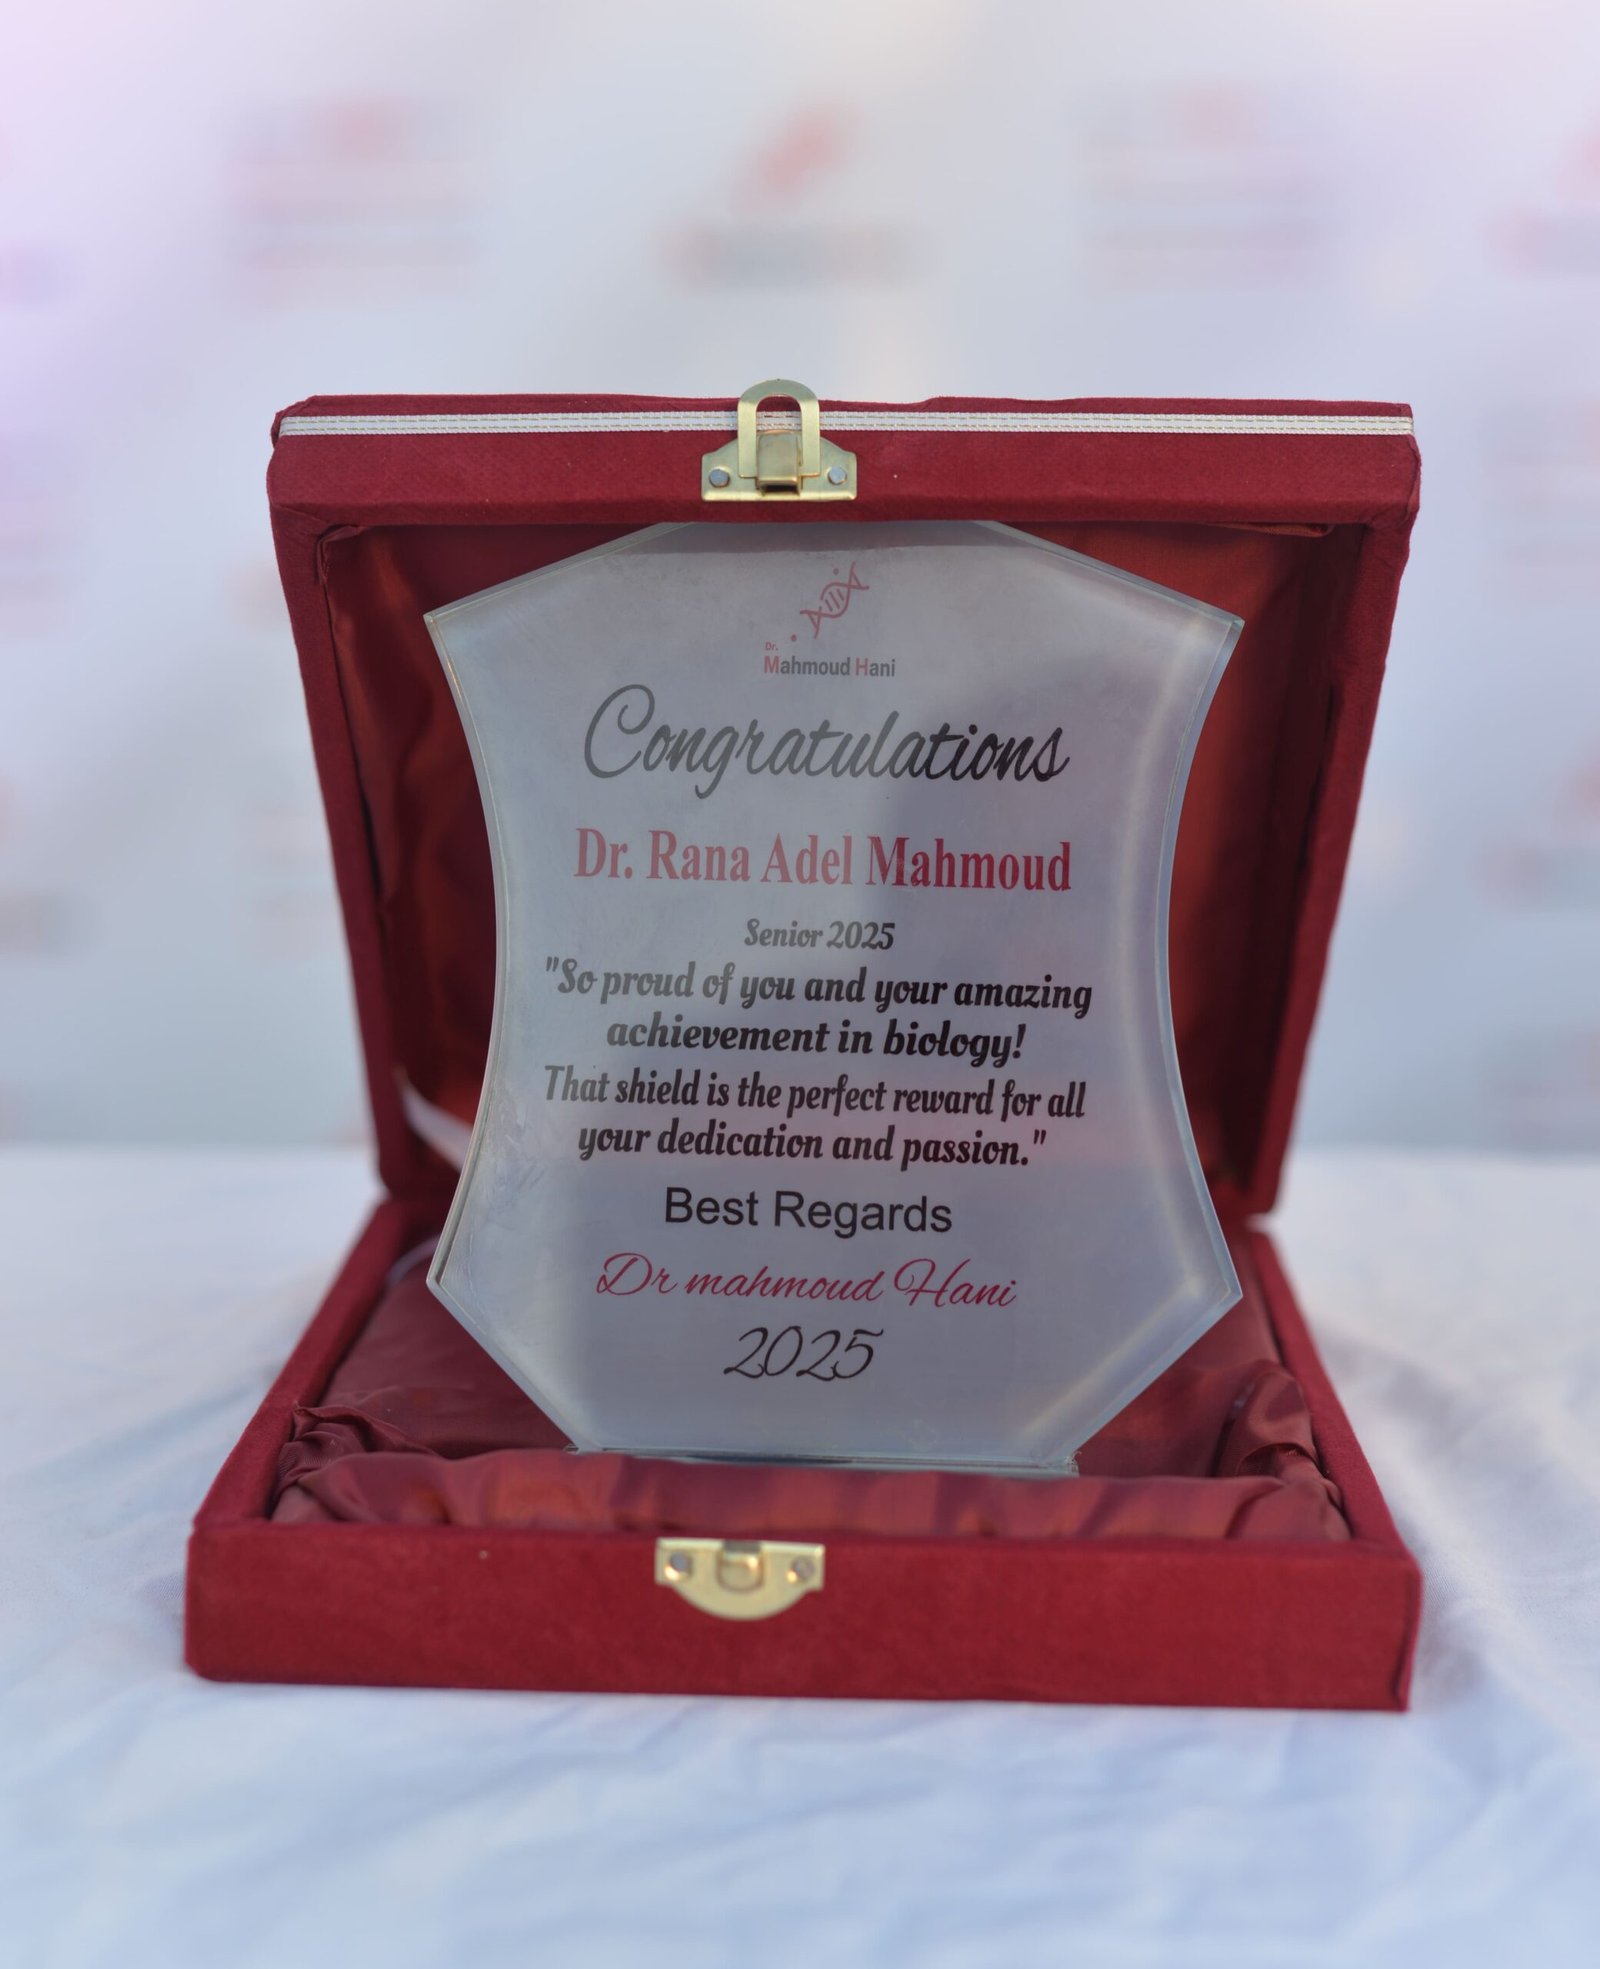 Dr.
Mahmoud Hani
Congratulations
Dr. Rana Adel Mahmoud
Senior 2025
"So proud of you and your amazing
achievement in biology!
That shield is the perfect reward for all
your dedication and passion."
Best Regards
Dr mahmoud Hani
2025